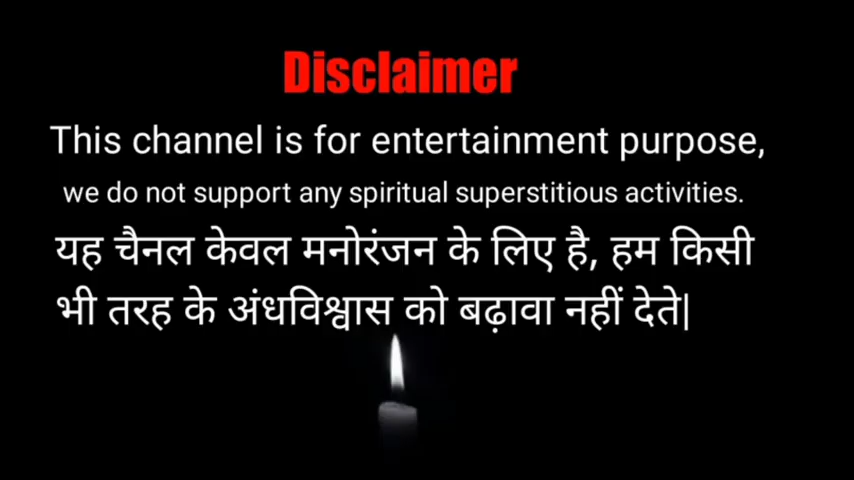 Disclaimer
This channel is for entertainment purpose,
we do not support any spiritual superstitious activities.
यह चैनल केवल मनोरंजन के लिए है, हम किसी
भी तरह के अंधविश्वास को बढ़ावा नहीं देते|